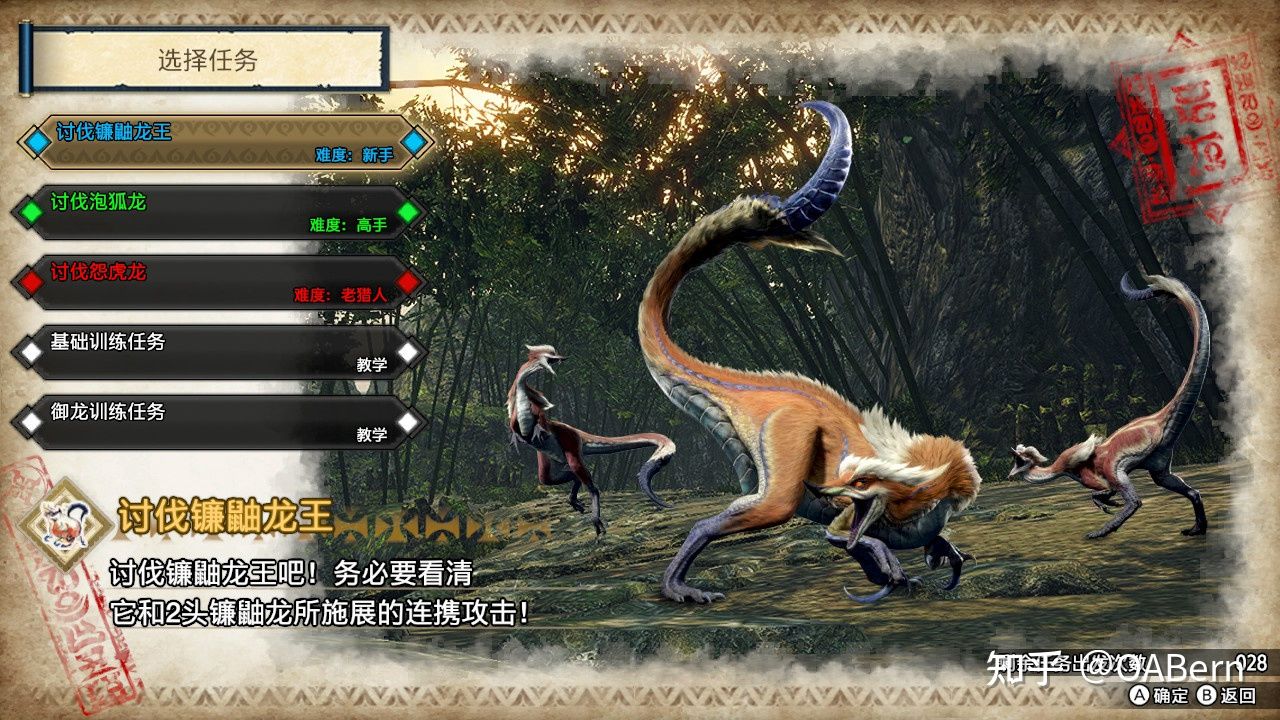 选择任务
讨伐镰鼬龙王
难度：新手
讨伐泡狐龙
难度：高手
讨伐怨虎龙
难度：老猎人
基础训练任务
教学
御龙训练任务
教学
讨伐镰鼬龙王
讨伐镰鼬龙王吧！务必要看清
它和2头镰鼬龙所施展的连携攻击！
028
知乎 @OABern
A 确定 B 返回